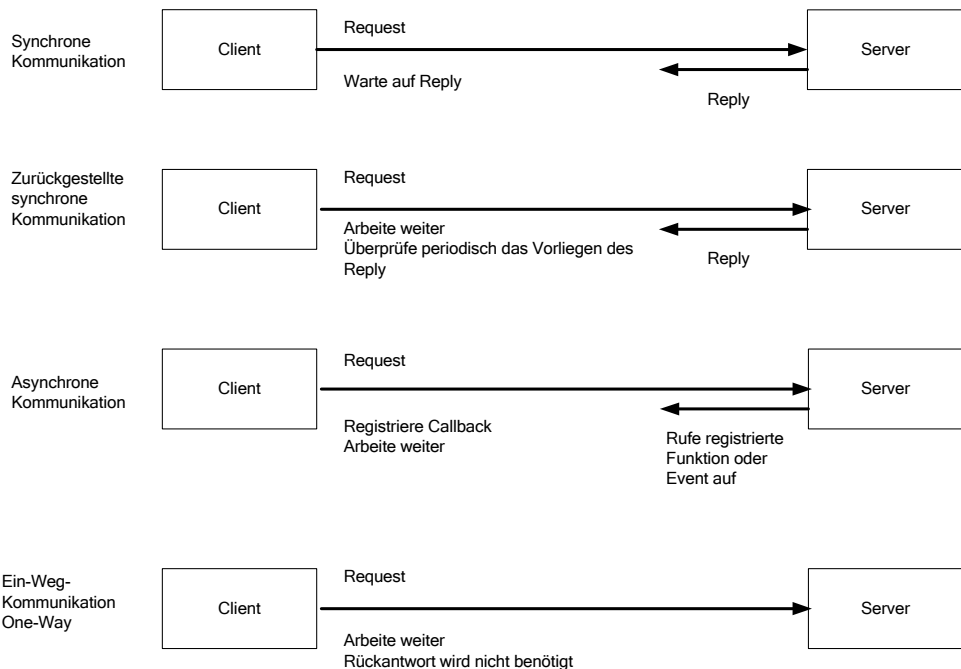 Synchrone
Kommunikation
Client
Request
Warte auf Reply
Reply
Server
Zurückgestellte
synchrone
Kommunikation
Client
Request
Arbeite weiter
Überprüfe periodisch das Vorliegen des
Reply
Reply
Server
Asynchrone
Kommunikation
Client
Request
Registriere Callback
Arbeite weiter
Rufe registrierte
Funktion oder
Event auf
Server
Ein-Weg-
Kommunikation
One-Way
Client
Request
Arbeite weiter
Rückantwort wird nicht benötigt
Server